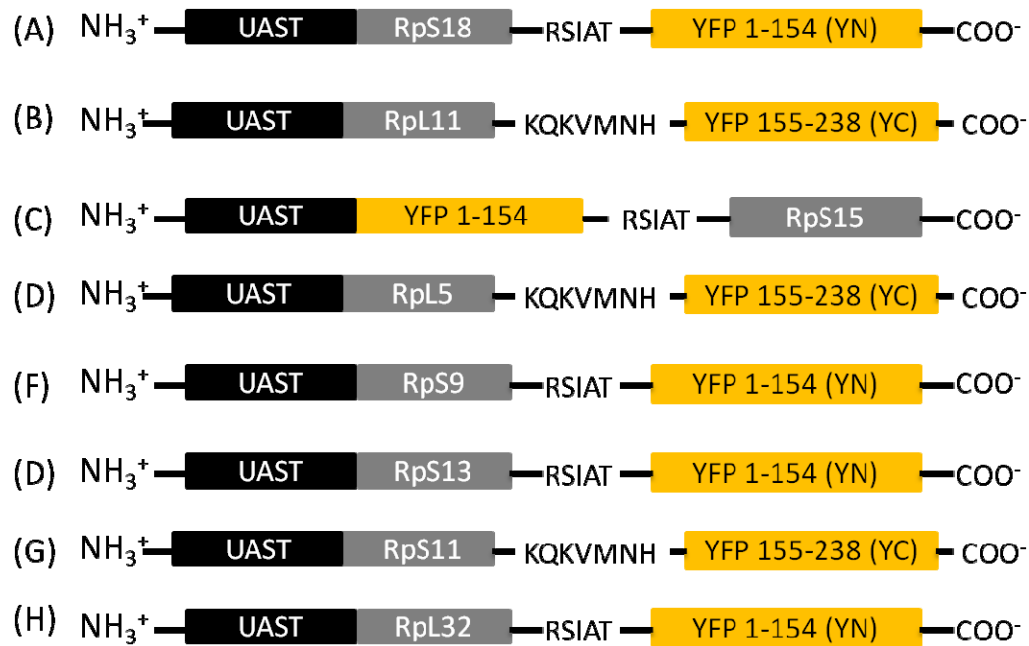 (A) NH₃⁺ UAST RpS18 RSIAT YFP 1-154 (YN) COO⁻
(B) NH₃⁺ UAST RpL11 KQKVMNH YFP 155-238 (YC) COO⁻
(C) NH₃⁺ UAST YFP 1-154 RSIAT RpS15 COO⁻
(D) NH₃⁺ UAST RpL5 KQKVMNH YFP 155-238 (YC) COO⁻
(F) NH₃⁺ UAST RpS9 RSIAT YFP 1-154 (YN) COO⁻
(D) NH₃⁺ UAST RpS13 RSIAT YFP 1-154 (YN) COO⁻
(G) NH₃⁺ UAST RpS11 KQKVMNH YFP 155-238 (YC) COO⁻
(H) NH₃⁺ UAST RpL32 RSIAT YFP 1-154 (YN) COO⁻